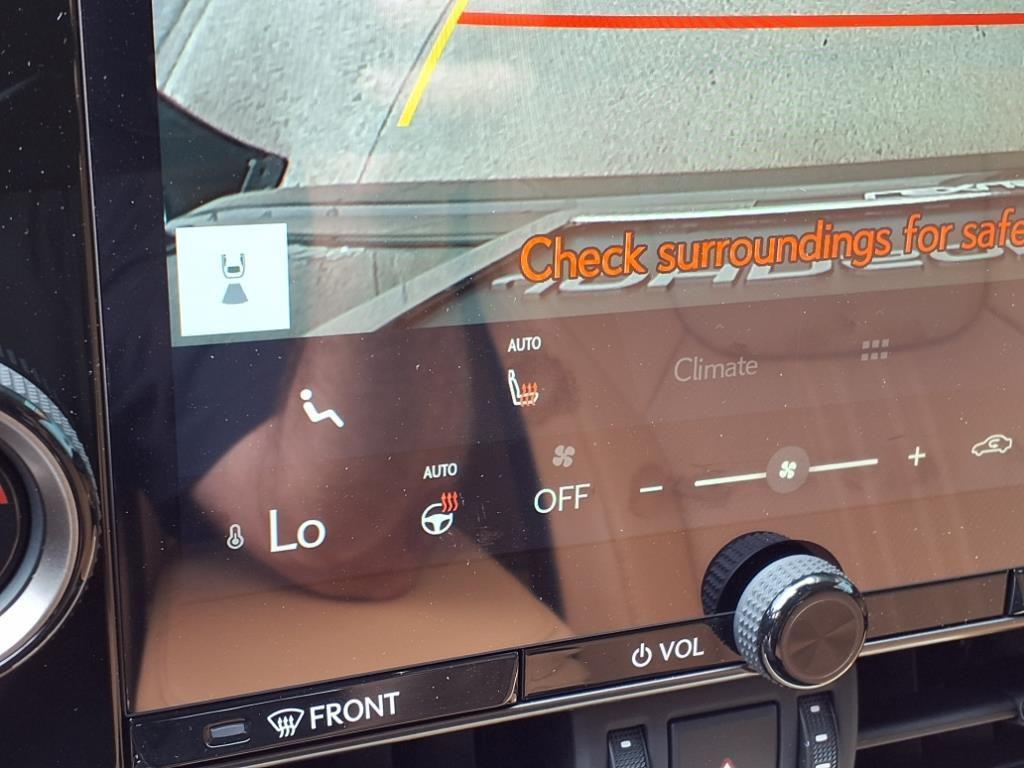 Check surroundings for safe
AUTO
Climate
AUTO
OFF
Lo
VOL
FRONT